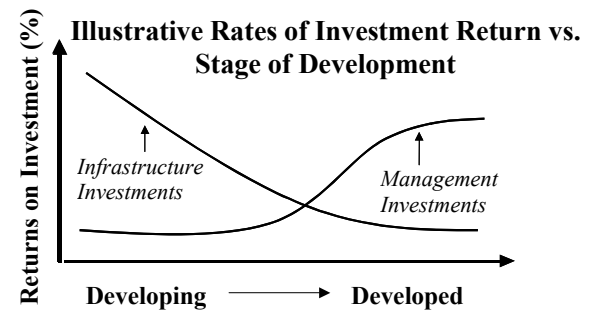 Illustrative Rates of Investment Return vs.
Stage of Development
Returns on Investment (%)
Infrastructure
Investments
Management
Investments
Developing
Developed